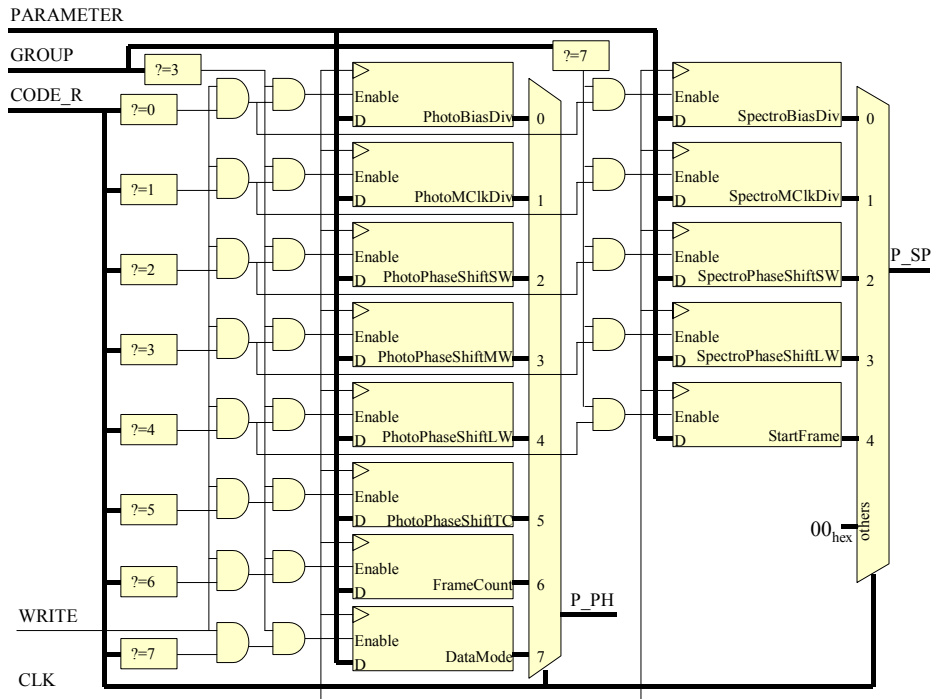 PARAMETER
GROUP
?=3
?=7
CODE_R
?=0
Enable
D
PhotoBiasDiv
0
Enable
D
SpectroBiasDiv
0
?=1
Enable
D
PhotoMClkDiv
1
Enable
D
SpectroMClkDiv
1
?=2
Enable
D
PhotoPhaseShiftSW
2
Enable
D
SpectroPhaseShiftSW
2
P_SP
?=3
Enable
D
PhotoPhaseShiftMW
3
Enable
D
SpectroPhaseShiftLW
3
?=4
Enable
D
PhotoPhaseShiftLW
4
Enable
D
StartFrame
4
?=5
Enable
D
PhotoPhaseShiftTC
5
00hex
others
?=6
Enable
D
FrameCount
6
P_PH
WRITE
?=7
Enable
D
DataMode
7
CLK